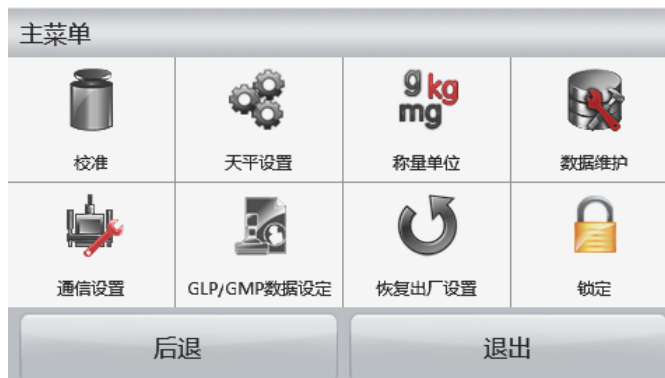 主菜单
g kg
mg
校准 天平设置 称量单位 数据维护
通信设置 GLP/GMP数据设定 恢复出厂设置 锁定
后退 退出